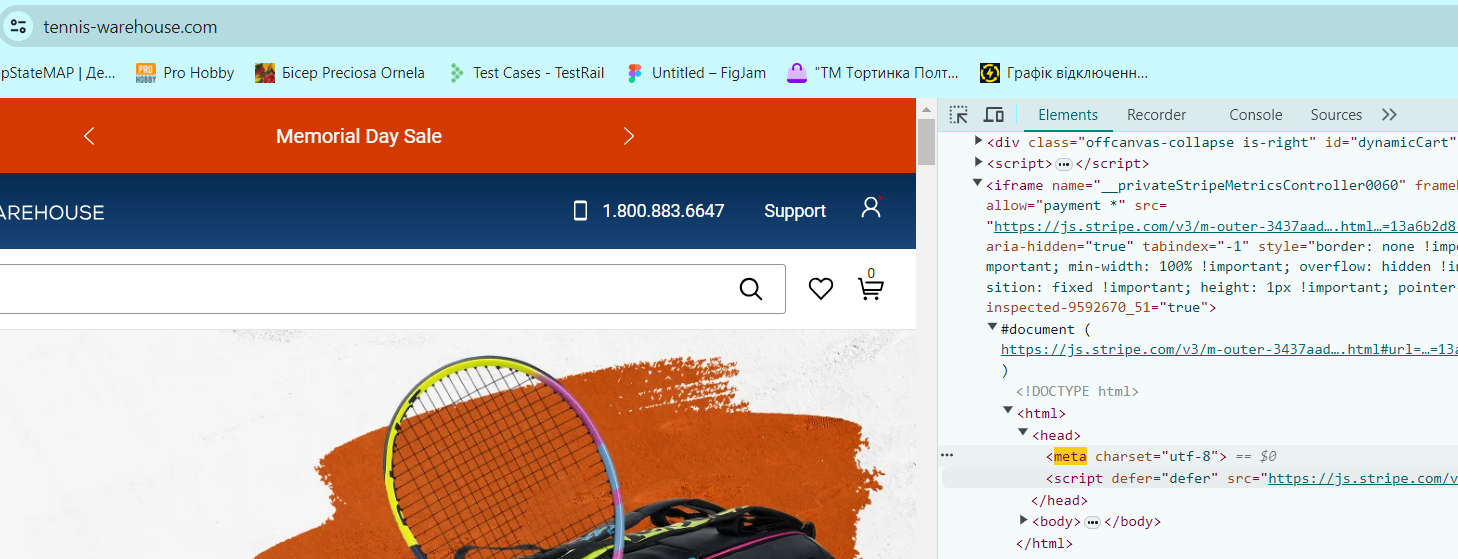 tennis-warehouse.com
pStateMAP | Де... Pro Hobby Бісер Preciosa Ornela Test Cases - TestRail Untitled – FigJam "ТМ Тортинка Полт... Графік відключенн...
Memorial Day Sale
AREHOUSE 1.800.883.6647 Support
0
Elements Recorder Console Sources
<div class="offcanvas-collapse is-right" id="dynamicCart"
<script>…</script>
<iframe name="__privateStripeMetricsController0060" frameb
allow="payment *" src=
"https://js.stripe.com/v3/m-outer-3437aad….html…=13a6b2d8
aria-hidden="true" tabindex="-1" style="border: none !impo
mportant; min-width: 100% !important; overflow: hidden !im
sition: fixed !important; height: 1px !important; pointer
inspected-9592670_51="true">
#document (
https://js.stripe.com/v3/m-outer-3437aad….html#url=…=13a
)
<!DOCTYPE html>
<html>
<head>
<meta charset="utf-8"> == $0
<script defer="defer" src="https://js.stripe.com/v
</head>
<body>…</body>
</html>